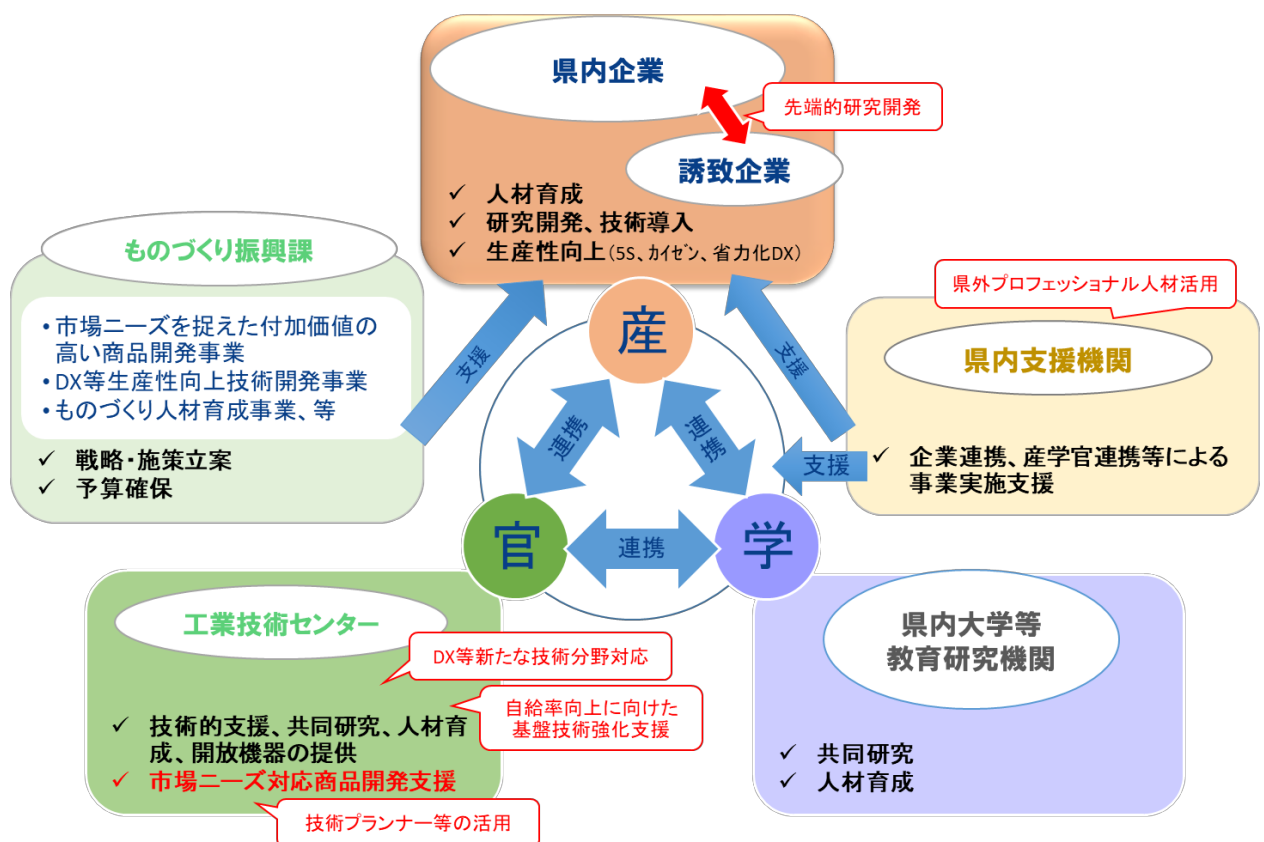 県内企業
先端的研究開発
誘致企業
✓ 人材育成
✓ 研究開発、技術導入
✓ 生産性向上(5S、ｶｲｾﾞﾝ、省力化DX)
ものづくり振興課
•市場ニーズを捉えた付加価値の
高い商品開発事業
•DX等生産性向上技術開発事業
•ものづくり人材育成事業、等
✓ 戦略・施策立案
✓ 予算確保
支援
産
支援
県外プロフェッショナル人材活用
県内支援機関
✓ 企業連携、産学官連携等による
事業実施支援
支援
連携
連携
官
連携
学
工業技術センター
DX等新たな技術分野対応
自給率向上に向けた
基盤技術強化支援
✓ 技術的支援、共同研究、人材育
成、開放機器の提供
✓ 市場ニーズ対応商品開発支援
技術プランナー等の活用
県内大学等
教育研究機関
✓ 共同研究
✓ 人材育成